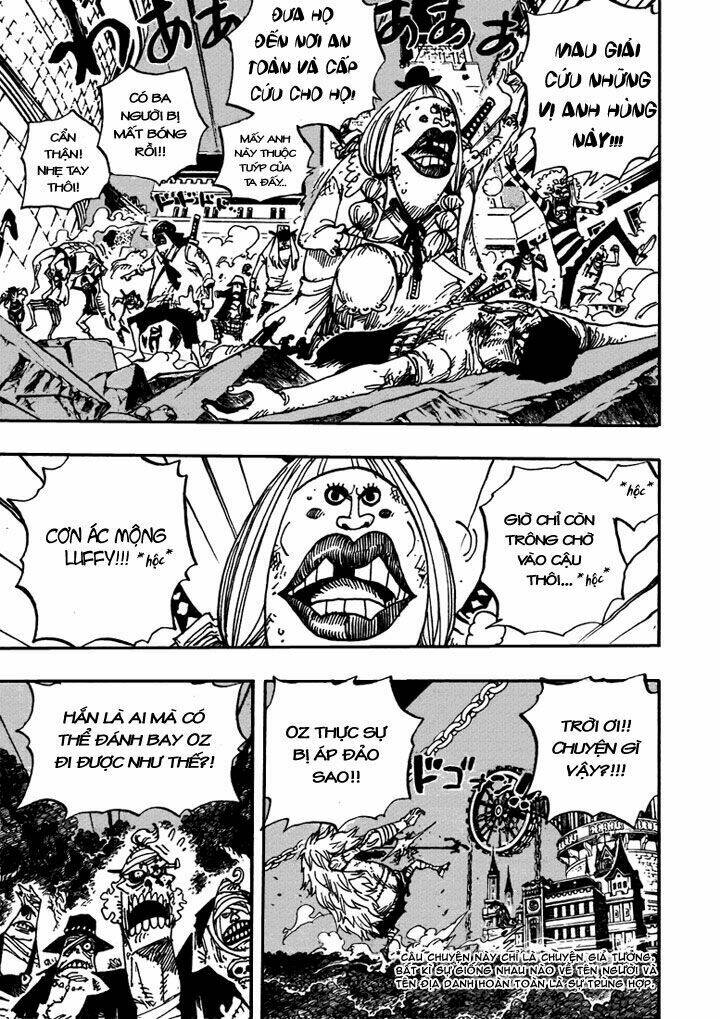 MAU GIẢI
CỨU NHỮNG
VỊ ANH HÙNG
NÀY!!!
ĐƯA HỌ
ĐẾN NƠI AN
TOÀN VÀ CẤP
CỨU CHO HỌ!
MẤY ANH
NÀY THUỘC
TUÝP CỦA
TA ĐẤY..
CÓ BA
NGƯỜI BỊ
MẤT BÓNG
RỒI!!
CẨN
THẬN!
NHẸ TAY
THÔI!
わあぁ
あぁぁ
*HỘC*
GIỜ CHỈ CÒN
TRÔNG CHỜ
VÀO CẬU
THÔI... *HỘC*
CƠN ÁC MỘNG
LUFFY!!! *HỘC*
TRỜI ƠI!!
CHUYỆN GÌ
VẬY?!!!
OZ THỰC SỰ
BỊ ÁP ĐẢO
SAO!!
ドゴォ
HẮN LÀ AI MÀ CÓ
THỂ ĐÁNH BAY OZ
ĐI ĐƯỢC NHƯ THẾ?!
CÂU CHUYỆN NÀY CHỈ LÀ CHUYỆN GIẢ TƯỞNG.
BẤT KÌ SỰ GIỐNG NHAU NÀO VỀ TÊN NGƯỜI VÀ
TÊN ĐỊA DANH HOÀN TOÀN LÀ SỰ TRÙNG HỢP.